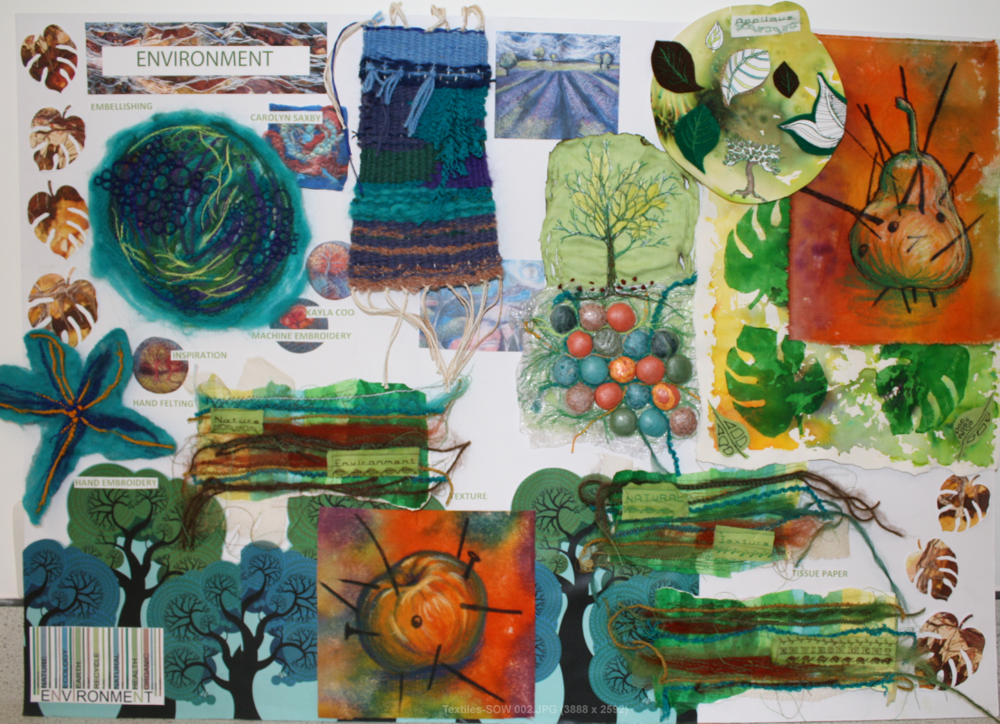 ENVIRONMENT
EMBELLISHING
CAROLYN SAXBY
Applique
KAYLA COO
MACHINE EMBROIDERY
INSPIRATION
HAND FELTING
Nature
Environment
HAND EMBROIDERY
TEXTURE
NATURAL
Texture
TISSUE PAPER
NATURE
ECOLOGY
EARTH
RECYCLE
NATURAL
HEALTH
ORGANIC
ENVIRONMENT
Textiles-SOW 002.JPG (3888 x 2592)